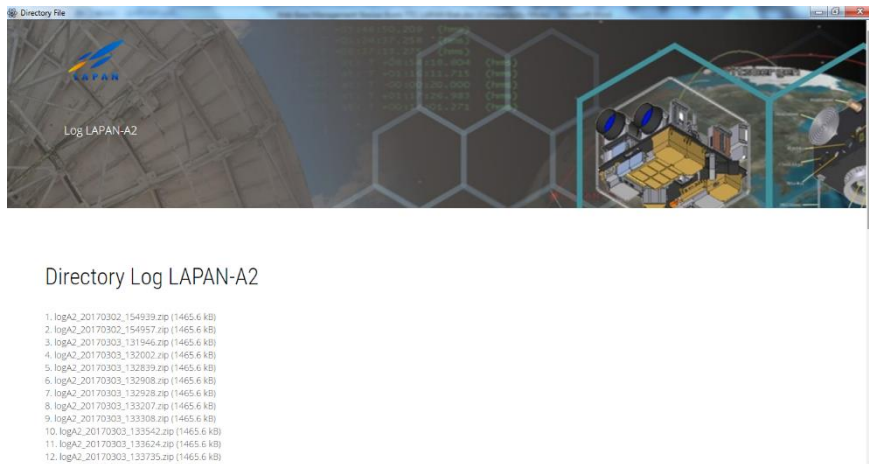 Directory File
LAPAN
Log LAPAN-A2
Directory Log LAPAN-A2
1. logA2_20170302_154939.zip (1465.6 kB)
2. logA2_20170302_154957.zip (1465.6 kB)
3. logA2_20170303_131946.zip (1465.6 kB)
4. logA2_20170303_132002.zip (1465.6 kB)
5. logA2_20170303_132839.zip (1465.6 kB)
6. logA2_20170303_132908.zip (1465.6 kB)
7. logA2_20170303_132928.zip (1465.6 kB)
8. logA2_20170303_133207.zip (1465.6 kB)
9. logA2_20170303_133308.zip (1465.6 kB)
10. logA2_20170303_133542.zip (1465.6 kB)
11. logA2_20170303_133624.zip (1465.6 kB)
12. logA2_20170303_133735.zip (1465.6 kB)